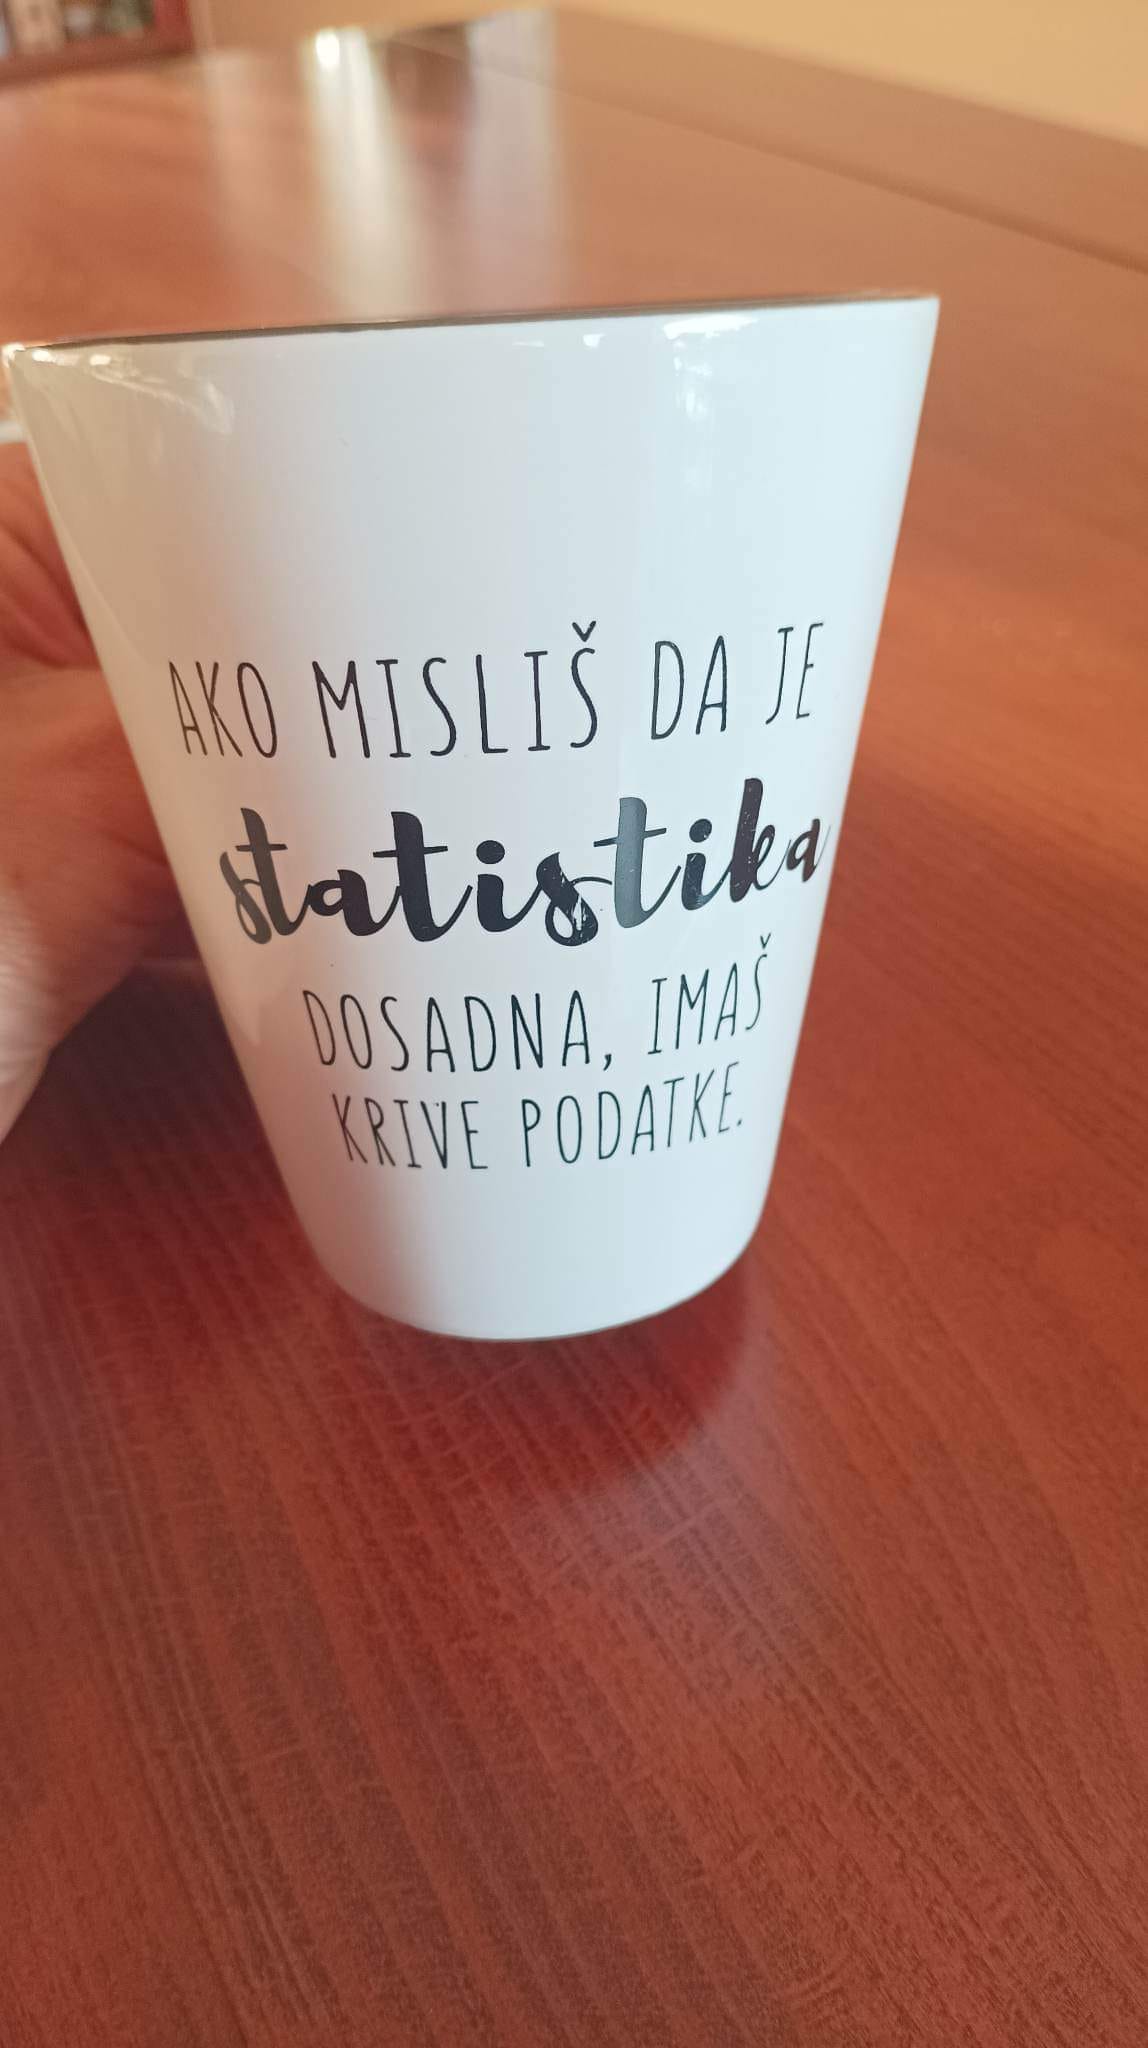 AKO MISLIŠ DA JE
statistika
DOSADNA, IMAŠ
KRIVE PODATKE.